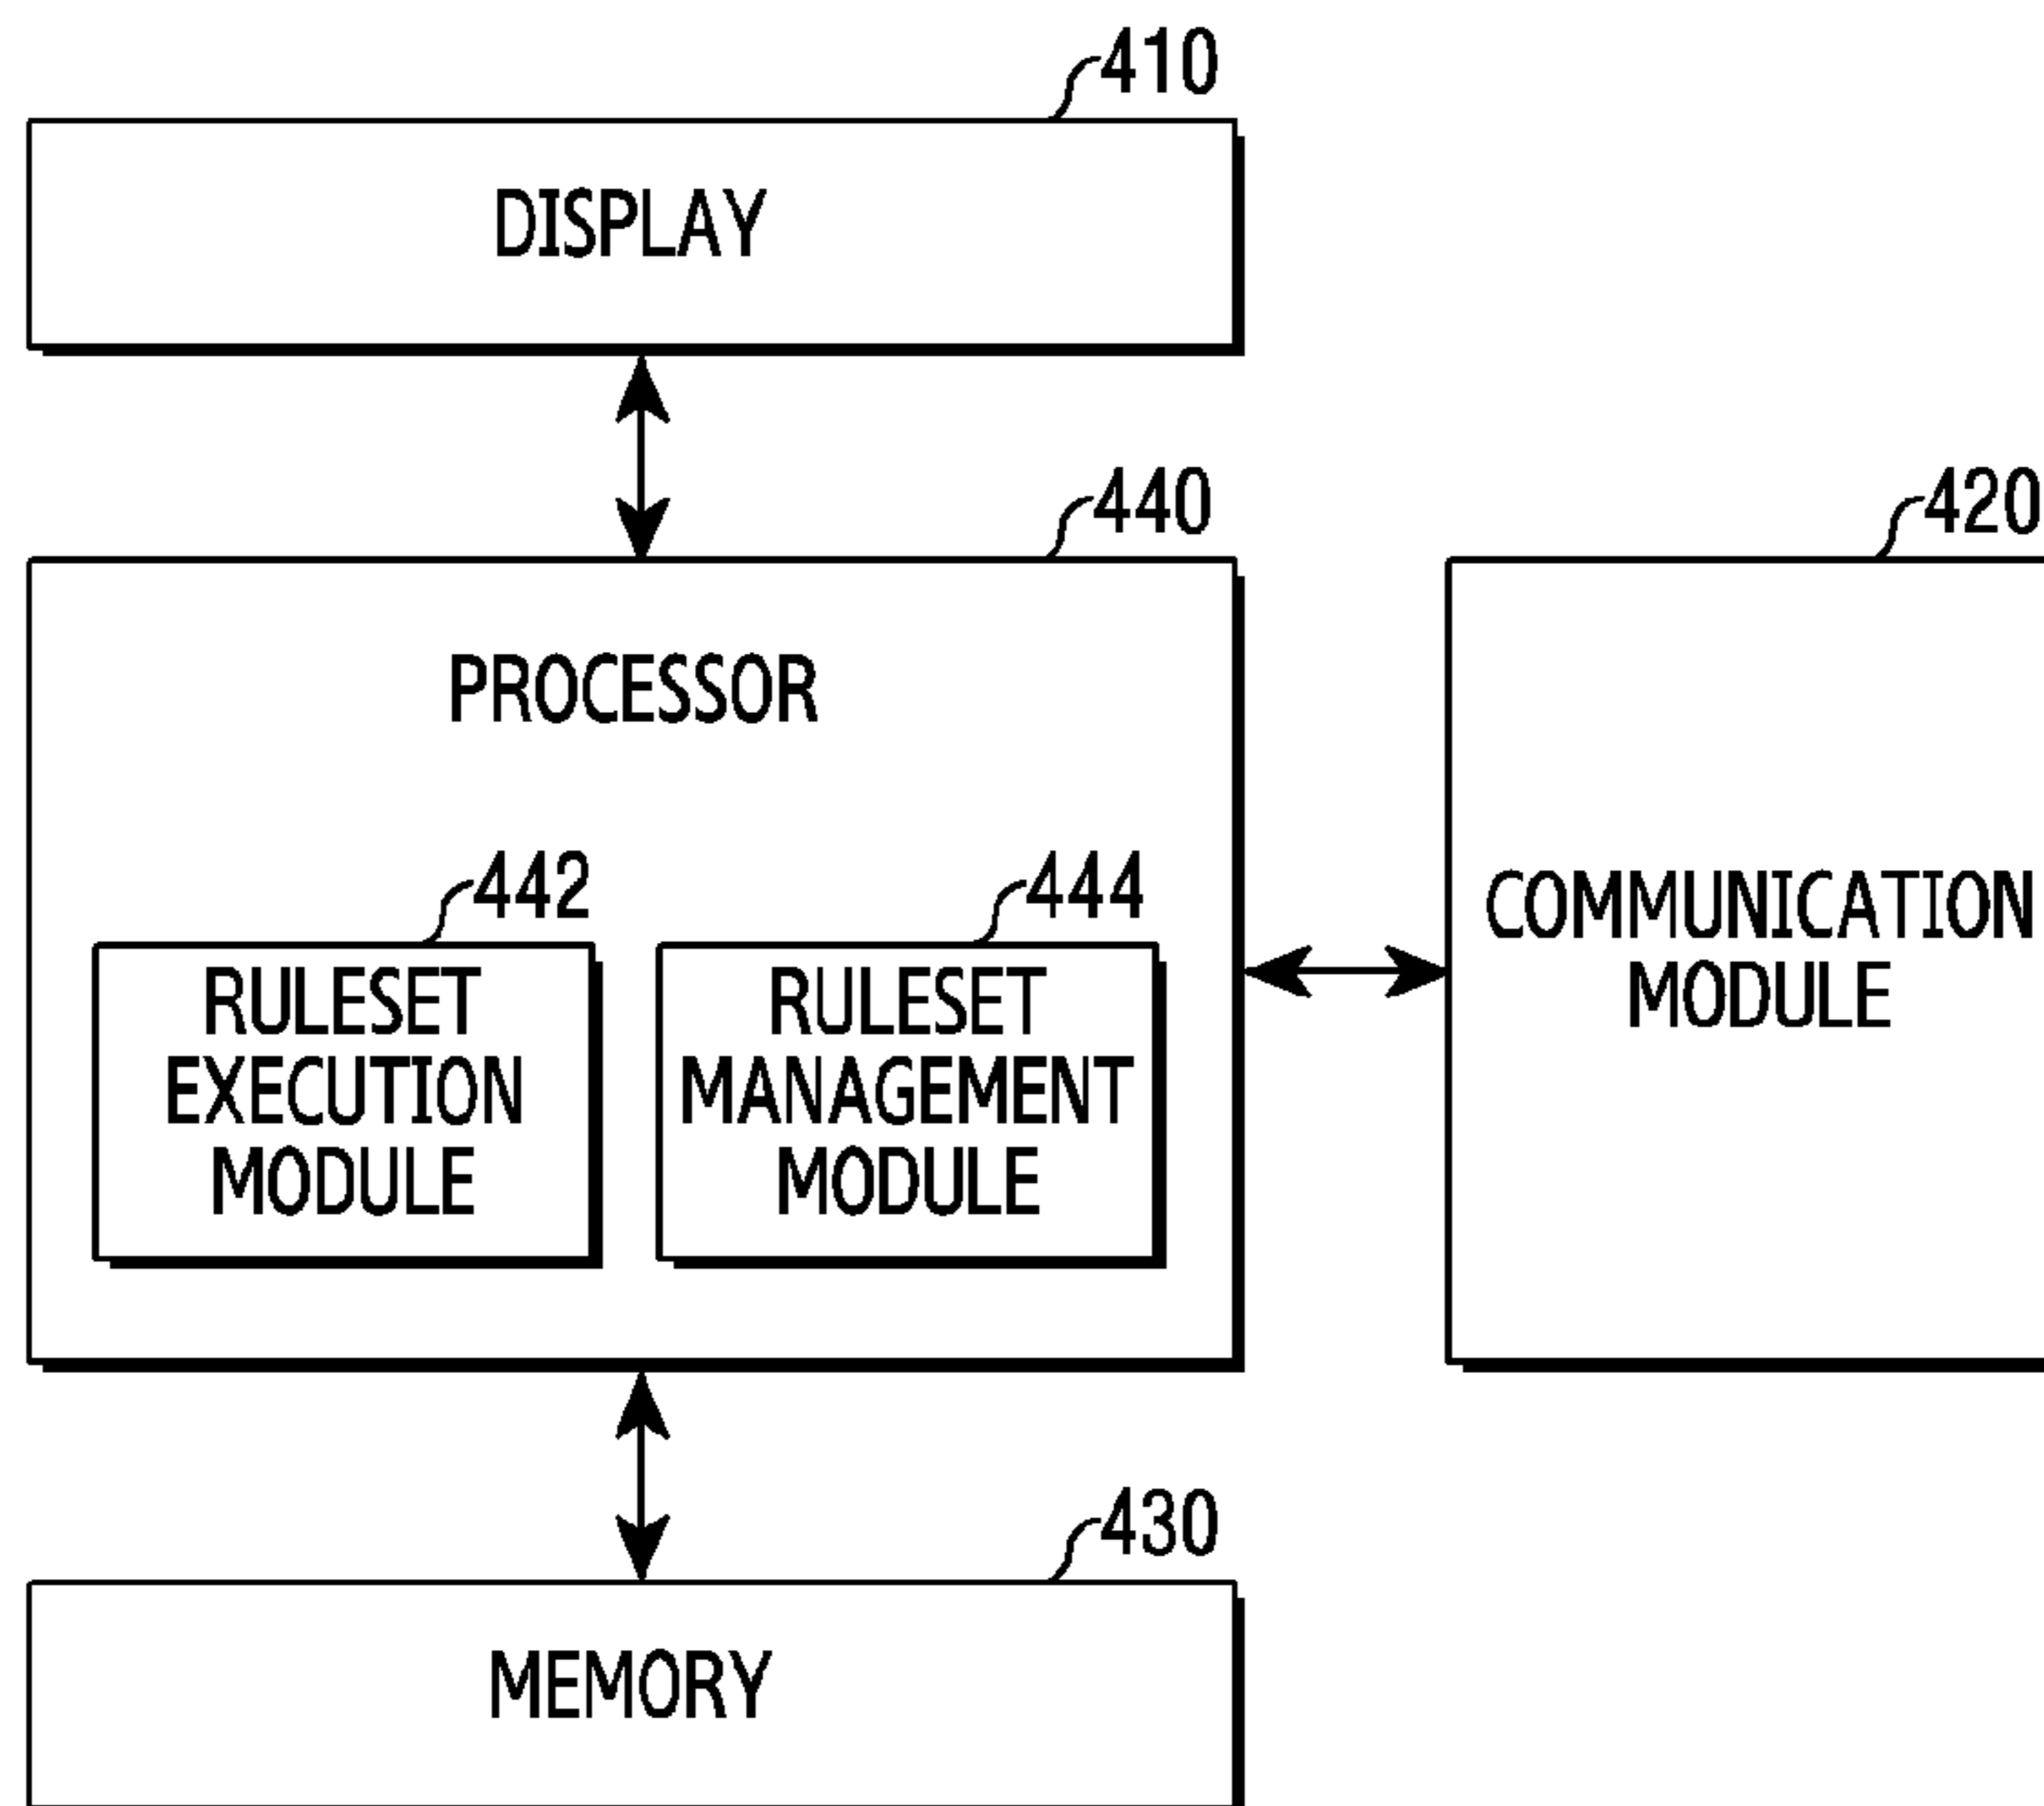 410
DISPLAY
440
PROCESSOR
442
RULESET
EXECUTION
MODULE
444
RULESET
MANAGEMENT
MODULE
420
COMMUNICATION
MODULE
430
MEMORY